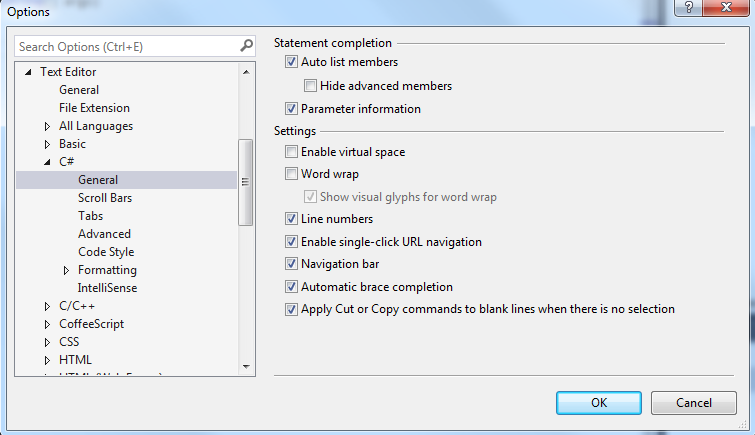 Options
Search Options (Ctrl+E)
Text Editor
General
File Extension
All Languages
Basic
C#
General
Scroll Bars
Tabs
Advanced
Code Style
Formatting
IntelliSense
C/C++
CoffeeScript
CSS
HTML
Statement completion
Auto list members
Hide advanced members
Parameter information
Settings
Enable virtual space
Word wrap
Show visual glyphs for word wrap
Line numbers
Enable single-click URL navigation
Navigation bar
Automatic brace completion
Apply Cut or Copy commands to blank lines when there is no selection
OK
Cancel